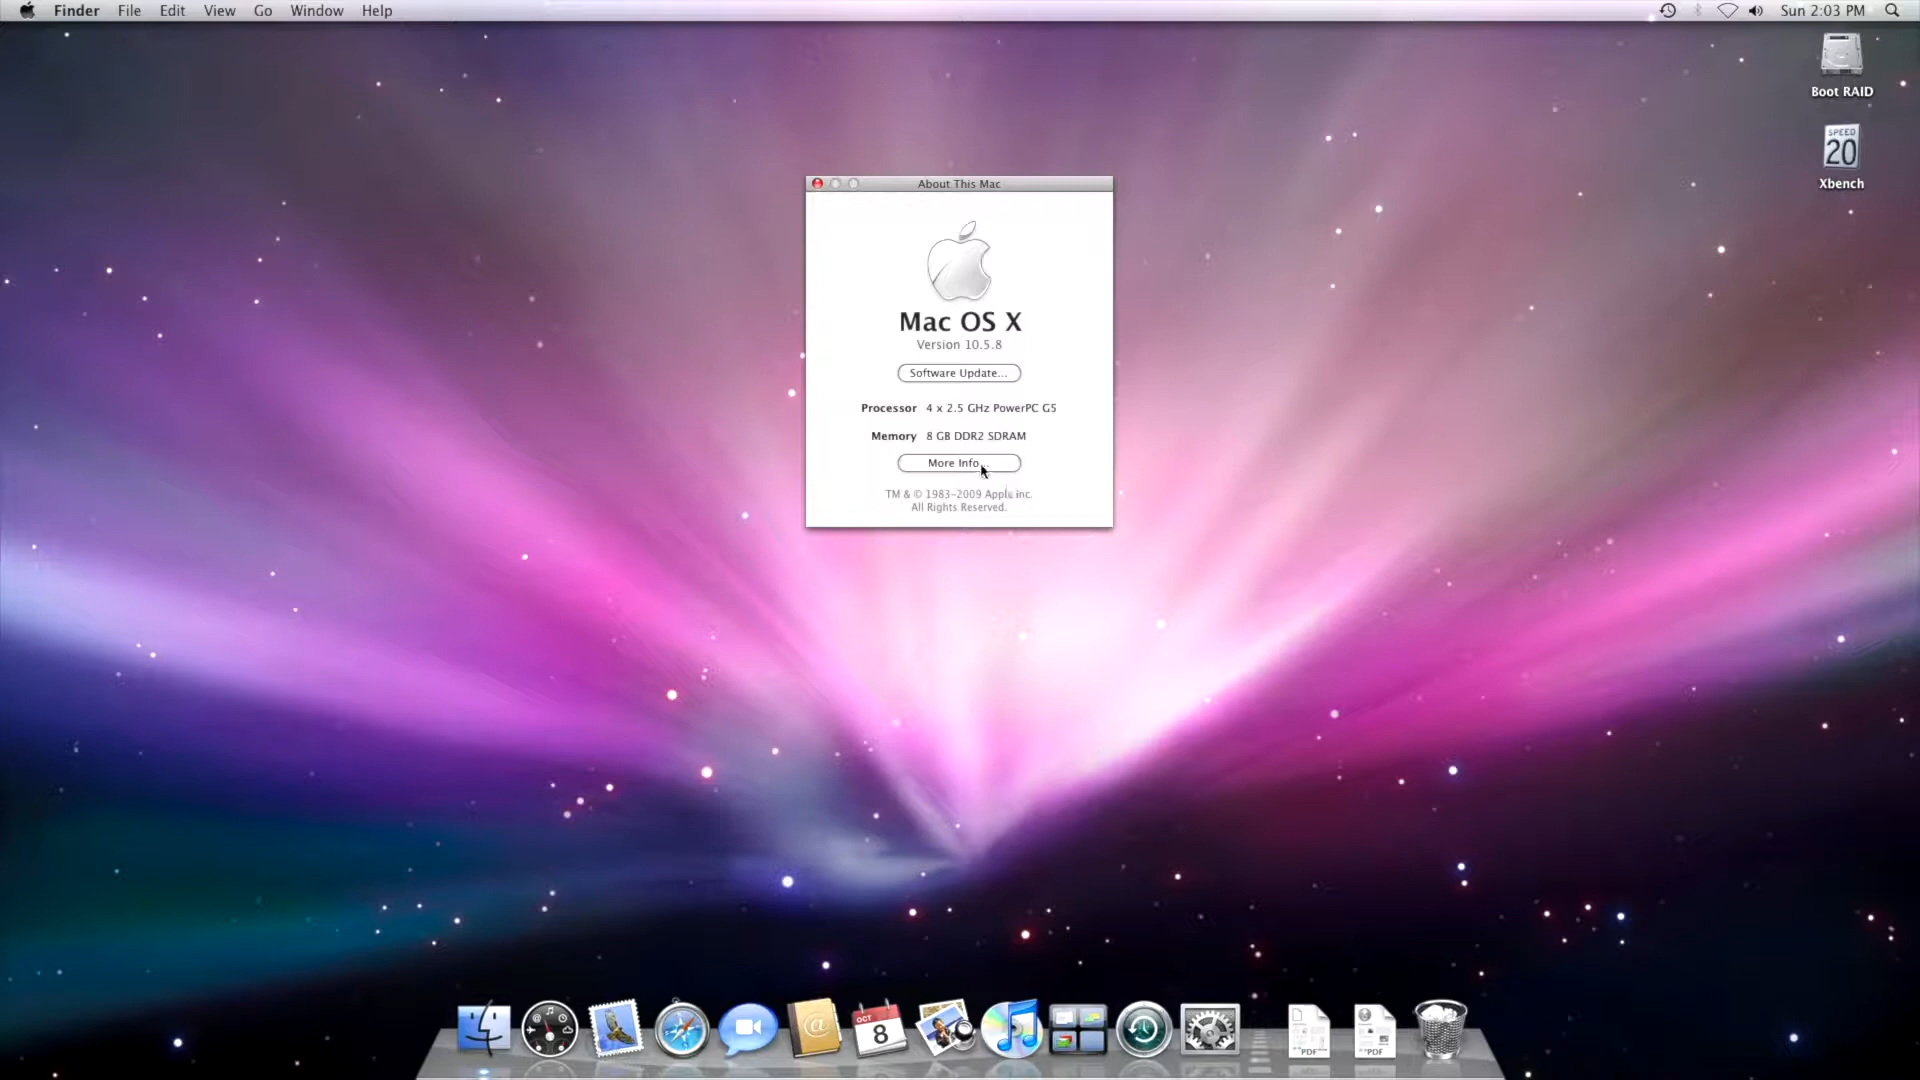 Finder File Edit View Go Window Help Sun 2:03 PM
Boot RAID
SPEED
20
Xbench
About This Mac
Mac OS X
Version 10.5.8
Software Update...
Processor 4 x 2.5 GHz PowerPC G5
Memory 8 GB DDR2 SDRAM
More Info...
TM & © 1983-2009 Apple Inc.
All Rights Reserved.
OCT
8
@
PDF
PDF